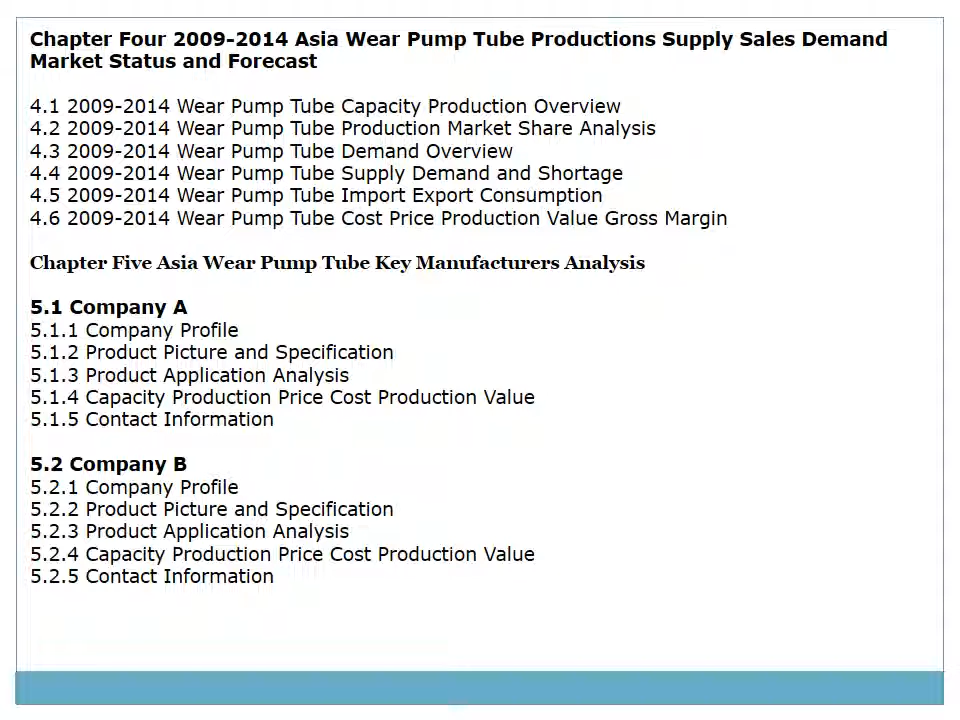 Chapter Four 2009-2014 Asia Wear Pump Tube Productions Supply Sales Demand
Market Status and Forecast
4.1 2009-2014 Wear Pump Tube Capacity Production Overview
4.2 2009-2014 Wear Pump Tube Production Market Share Analysis
4.3 2009-2014 Wear Pump Tube Demand Overview
4.4 2009-2014 Wear Pump Tube Supply Demand and Shortage
4.5 2009-2014 Wear Pump Tube Import Export Consumption
4.6 2009-2014 Wear Pump Tube Cost Price Production Value Gross Margin
Chapter Five Asia Wear Pump Tube Key Manufacturers Analysis
5.1 Company A
5.1.1 Company Profile
5.1.2 Product Picture and Specification
5.1.3 Product Application Analysis
5.1.4 Capacity Production Price Cost Production Value
5.1.5 Contact Information
5.2 Company B
5.2.1 Company Profile
5.2.2 Product Picture and Specification
5.2.3 Product Application Analysis
5.2.4 Capacity Production Price Cost Production Value
5.2.5 Contact Information